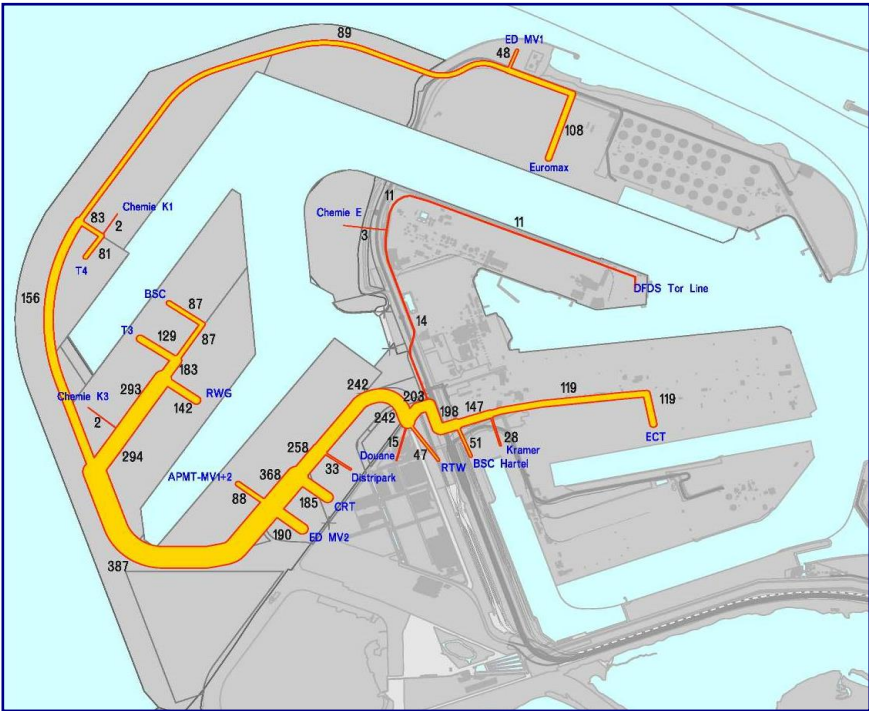 89
ED MV1
48
108
Euromax
83
Chemie K1
2
81
T4
11
Chemie E
3
11
DFDS Tor Line
156
BSC
87
T3
129
87
14
183
293
RWG
142
Chemie K3
2
294
242
203
119
119
147
198
242
ECT
28
Kramer
51
BSC Hartel
15
Douane
47
RTW
258
33
Distripark
368
APMT-MV1+2
88
185
CRT
190
ED MV2
387